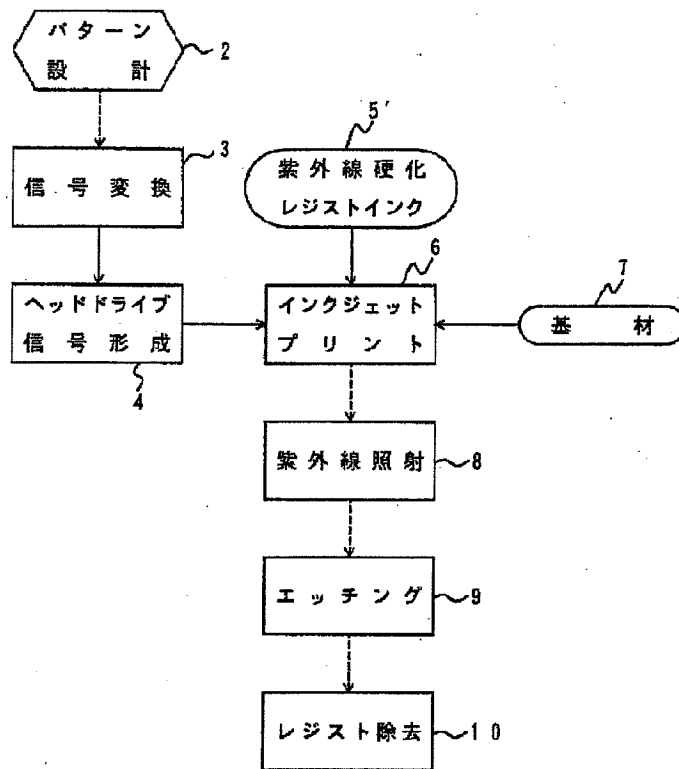 パターン
設計
2
3
信号変換
5′
紫外線硬化
レジストインク
ヘッドドライブ
信号形成
4
6
インクジェット
プリント
7
基材
紫外線照射
8
エッチング
9
レジスト除去
10